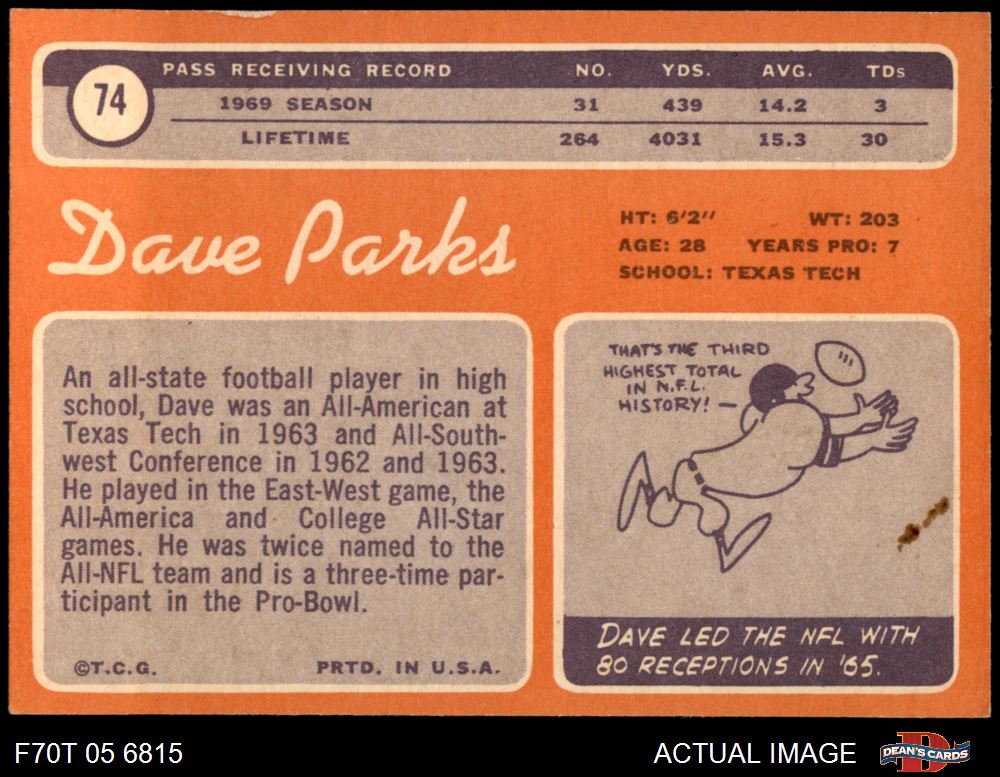 74
PASS RECEIVING RECORD NO. YDS. AVG. TDs
1969 SEASON 31 439 14.2 3
LIFETIME 264 4031 15.3 30
Dave Parks
HT: 6'2" WT: 203
AGE: 28 YEARS PRO: 7
SCHOOL: TEXAS TECH
An all-state football player in high
school, Dave was an All-American at
Texas Tech in 1963 and All-South-
west Conference in 1962 and 1963.
He played in the East-West game, the
All-America and College All-Star
games. He was twice named to the
All-NFL team and is a three-time par-
ticipant in the Pro-Bowl.
©T.C.G. PRTD. IN U.S.A.
THAT'S THE THIRD
HIGHEST TOTAL
IN N.F.L.
HISTORY! —
DAVE LED THE NFL WITH
80 RECEPTIONS IN '65.
F70T 05 6815 ACTUAL IMAGE DEAN'S CARDS